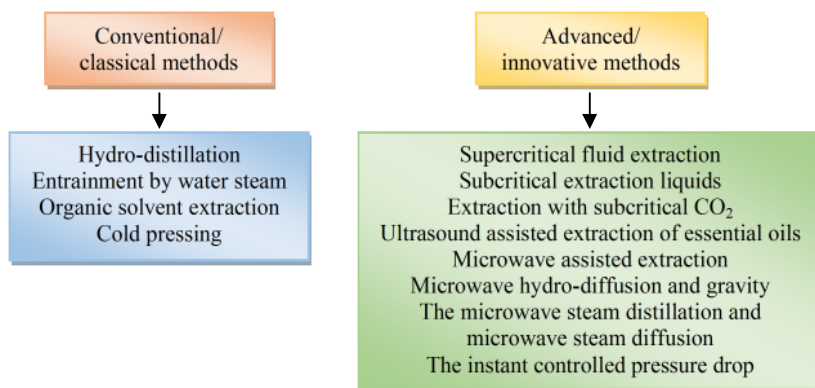 Conventional/
classical methods
Hydro-distillation
Entrainment by water steam
Organic solvent extraction
Cold pressing
Advanced/
innovative methods
Supercritical fluid extraction
Subcritical extraction liquids
Extraction with subcritical CO₂
Ultrasound assisted extraction of essential oils
Microwave assisted extraction
Microwave hydro-diffusion and gravity
The microwave steam distillation and
microwave steam diffusion
The instant controlled pressure drop